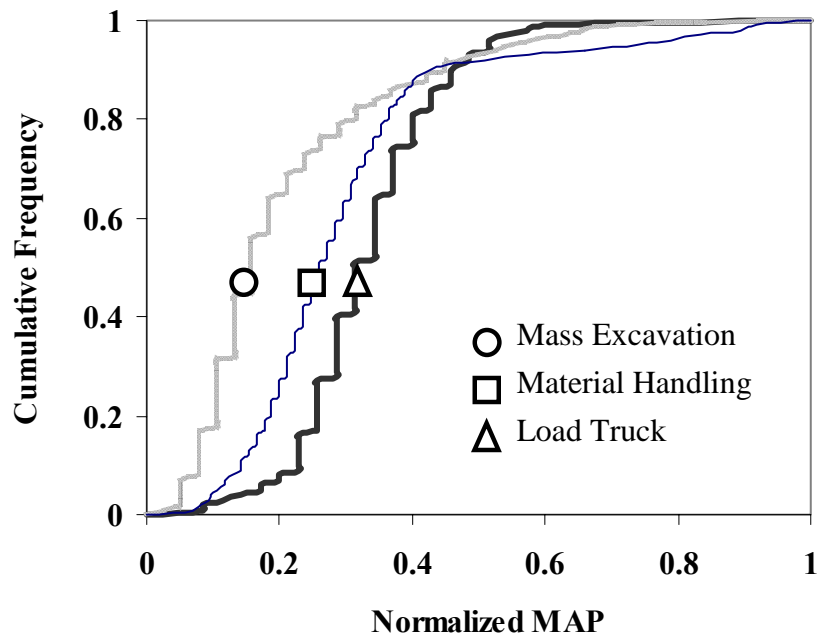 1
0.8
0.6
0.4
0.2
0
Cumulative Frequency
Mass Excavation
Material Handling
Load Truck
0 0.2 0.4 0.6 0.8 1
Normalized MAP